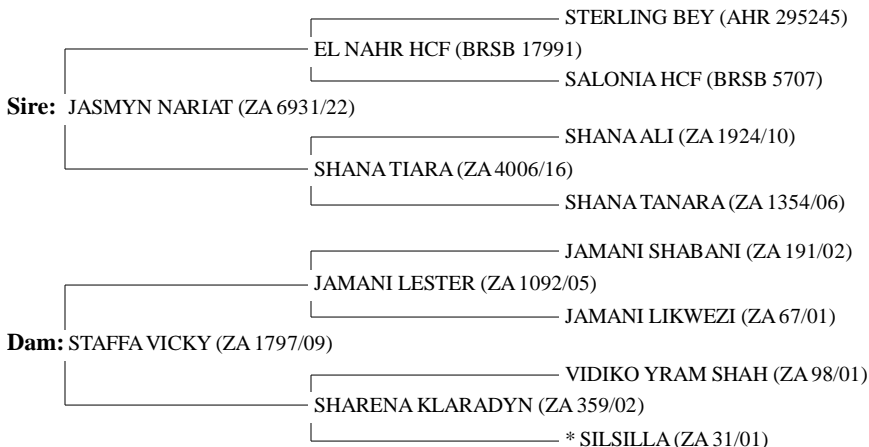 STERLING BEY (AHR 295245)
EL NAHR HCF (BRSB 17991)
SALONIA HCF (BRSB 5707)
Sire: JASMYN NARIAT (ZA 6931/22)
SHANA ALI (ZA 1924/10)
SHANA TIARA (ZA 4006/16)
SHANA TANARA (ZA 1354/06)
JAMANI SHABANI (ZA 191/02)
JAMANI LESTER (ZA 1092/05)
JAMANI LIKWEZI (ZA 67/01)
Dam: STAFFA VICKY (ZA 1797/09)
VIDIKO YRAM SHAH (ZA 98/01)
SHARENA KLARADYN (ZA 359/02)
* SILSILLA (ZA 31/01)